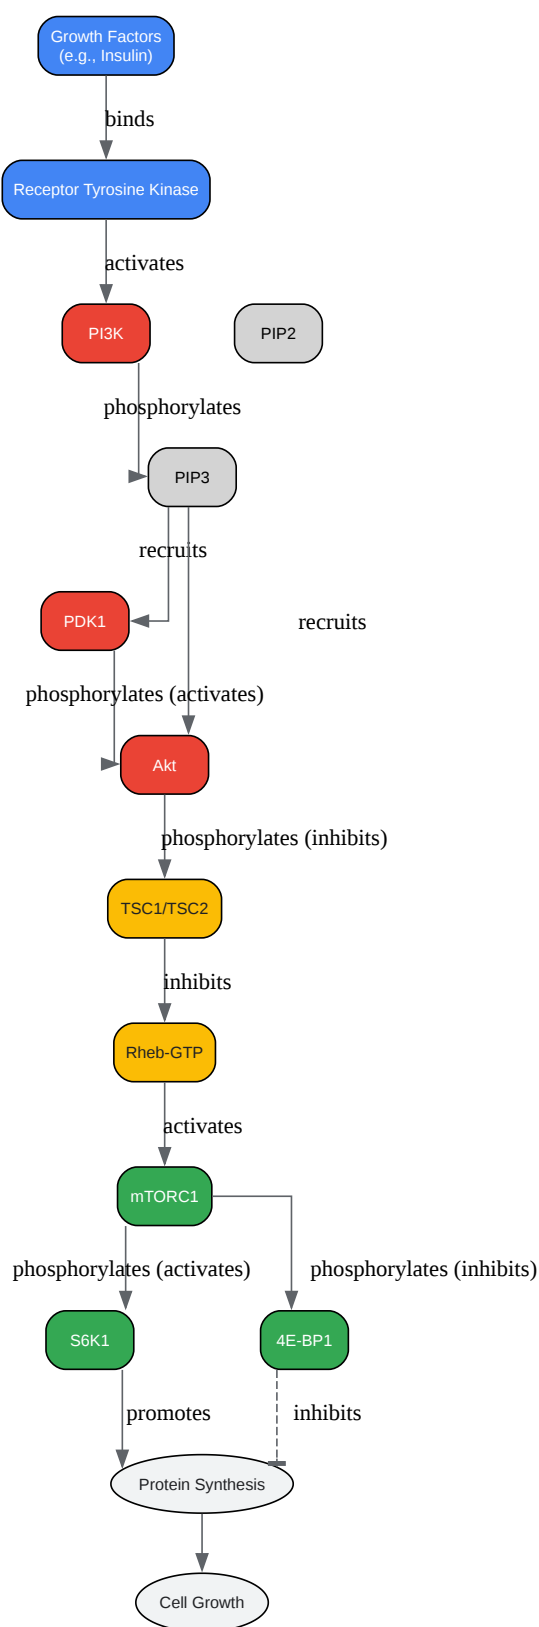 Growth Factors
(e.g., Insulin)
binds
Receptor Tyrosine Kinase
activates
PI3K
PIP2
phosphorylates
PIP3
recruits
PDK1
recruits
phosphorylates (activates)
Akt
phosphorylates (inhibits)
TSC1/TSC2
inhibits
Rheb-GTP
activates
mTORC1
phosphorylates (activates)
phosphorylates (inhibits)
S6K1
4E-BP1
promotes
inhibits
Protein Synthesis
Cell Growth